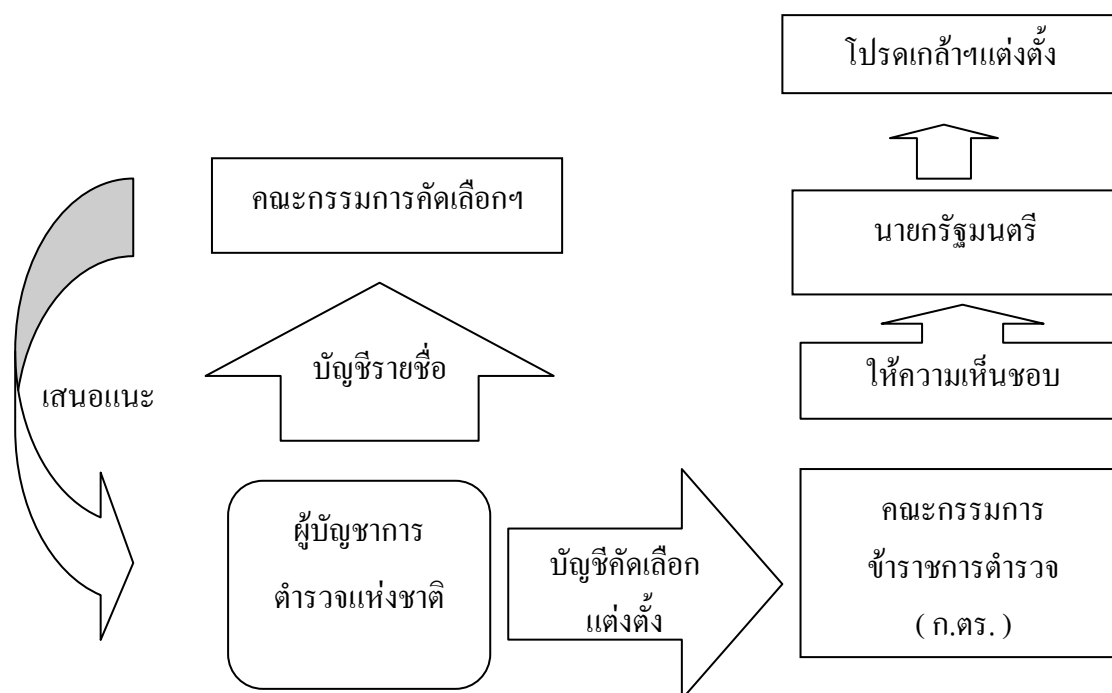 โปรดเกล้าฯแต่งตั้ง
คณะกรรมการคัดเลือกฯ
นายกรัฐมนตรี
บัญชีรายชื่อ
ให้ความเห็นชอบ
เสนอแนะ
ผู้บัญชาการ
ตำรวจแห่งชาติ
บัญชีคัดเลือก
แต่งตั้ง
คณะกรรมการ
ข้าราชการตำรวจ
( ก.ตร. )